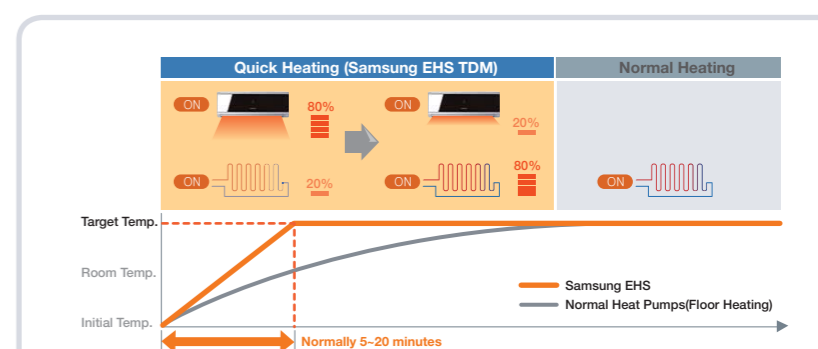 Quick Heating (Samsung EHS TDM)
Normal Heating
ON
80%
ON
20%
ON
20%
ON
80%
ON
Target Temp.
Room Temp.
Initial Temp.
Samsung EHS
Normal Heat Pumps(Floor Heating)
Normally 5~20 minutes